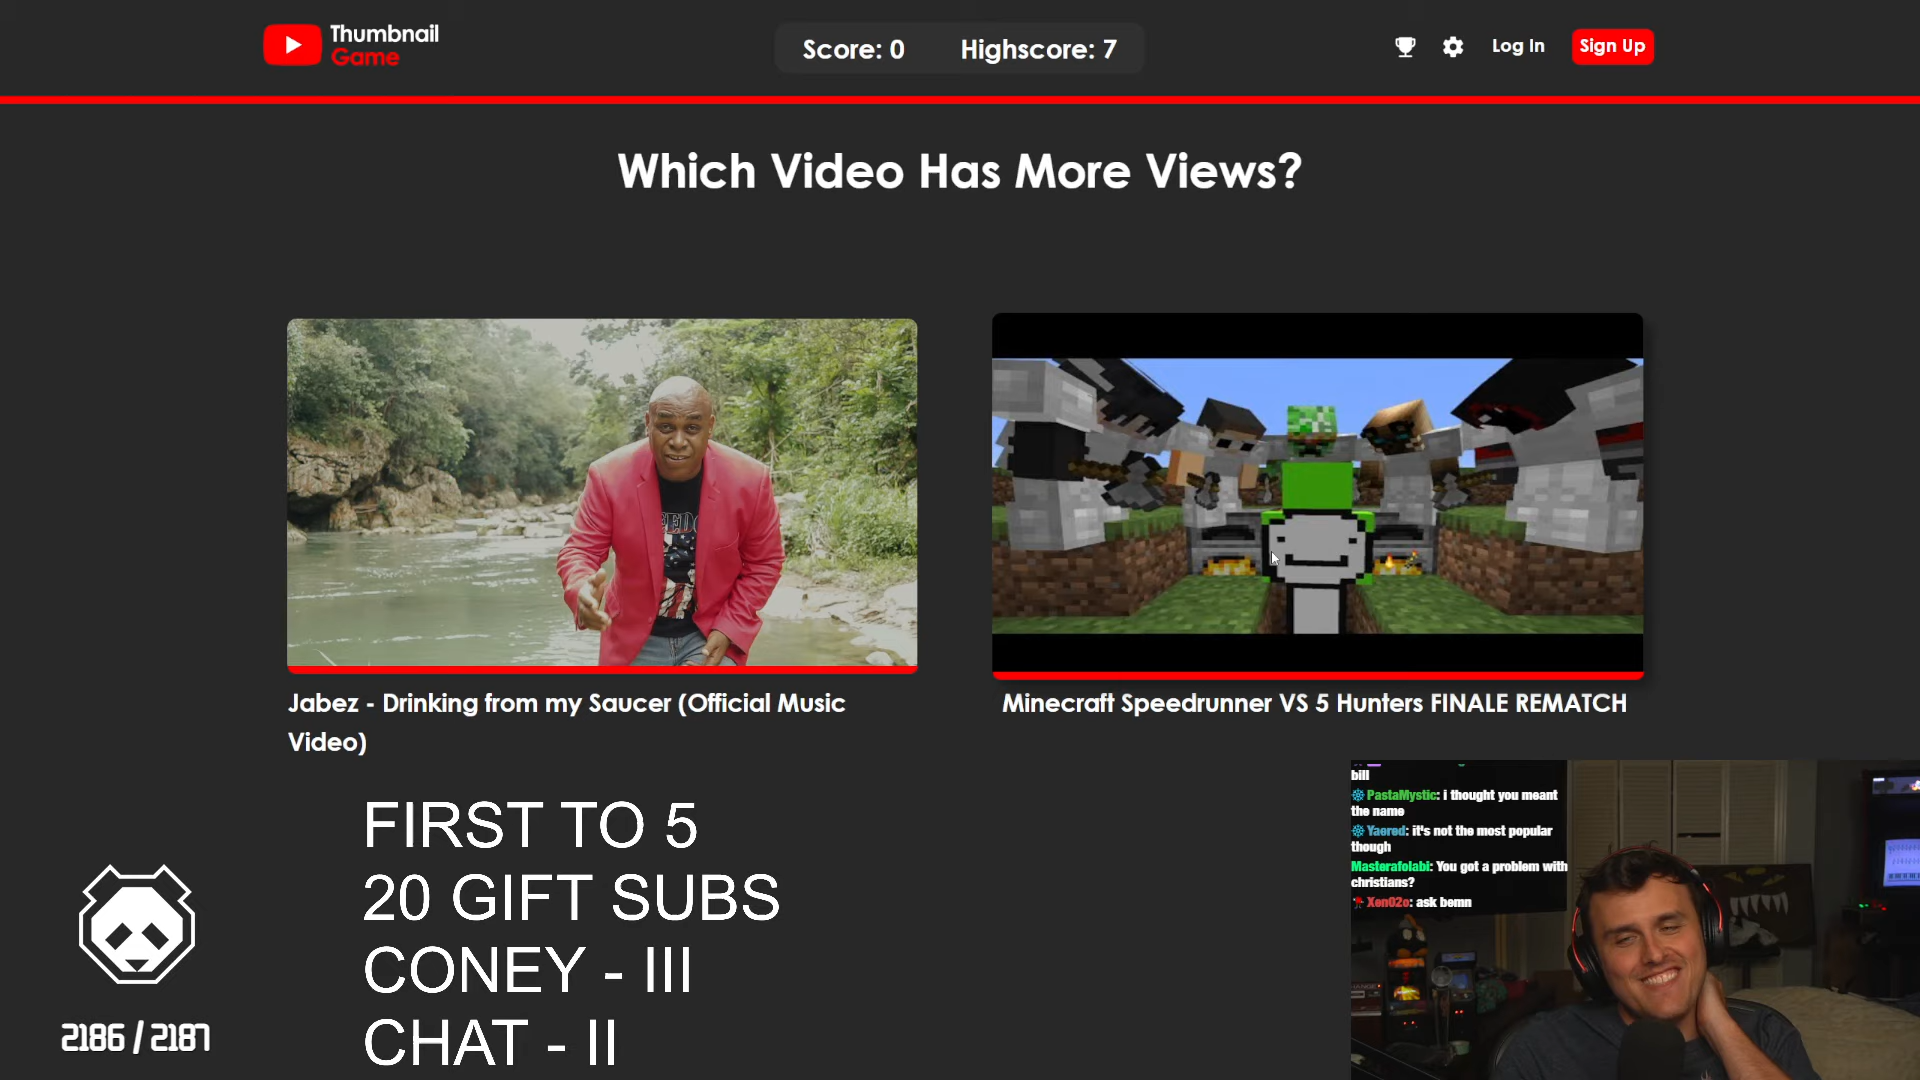 Thumbnail
Game
Score: 0
Highscore: 7
Log In
Sign Up
Which Video Has More Views?
Jabez - Drinking from my Saucer (Official Music
Video)
Minecraft Speedrunner VS 5 Hunters FINALE REMATCH
FIRST TO 5
20 GIFT SUBS
CONEY - III
CHAT - II
2186 / 2187
bill
PastaMystic: i thought you meant
the name
Yaered: it's not the most popular
though
Masterafolabi: You got a problem with
christians?
Xen02o: ask bemn